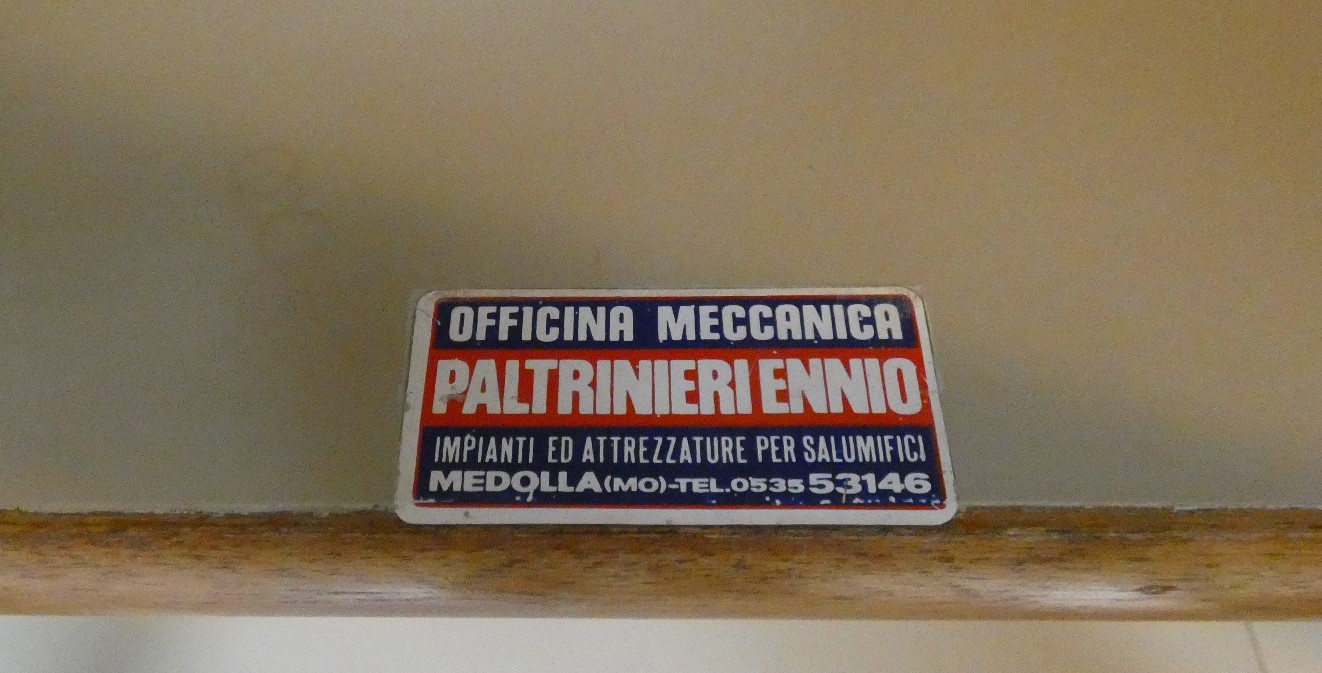 OFFICINA MECCANICA
PALTRINIERI ENNIO
IMPIANTI ED ATTREZZATURE PER SALUMIFICI
MEDOLLA (MO)-TEL.0535 53146